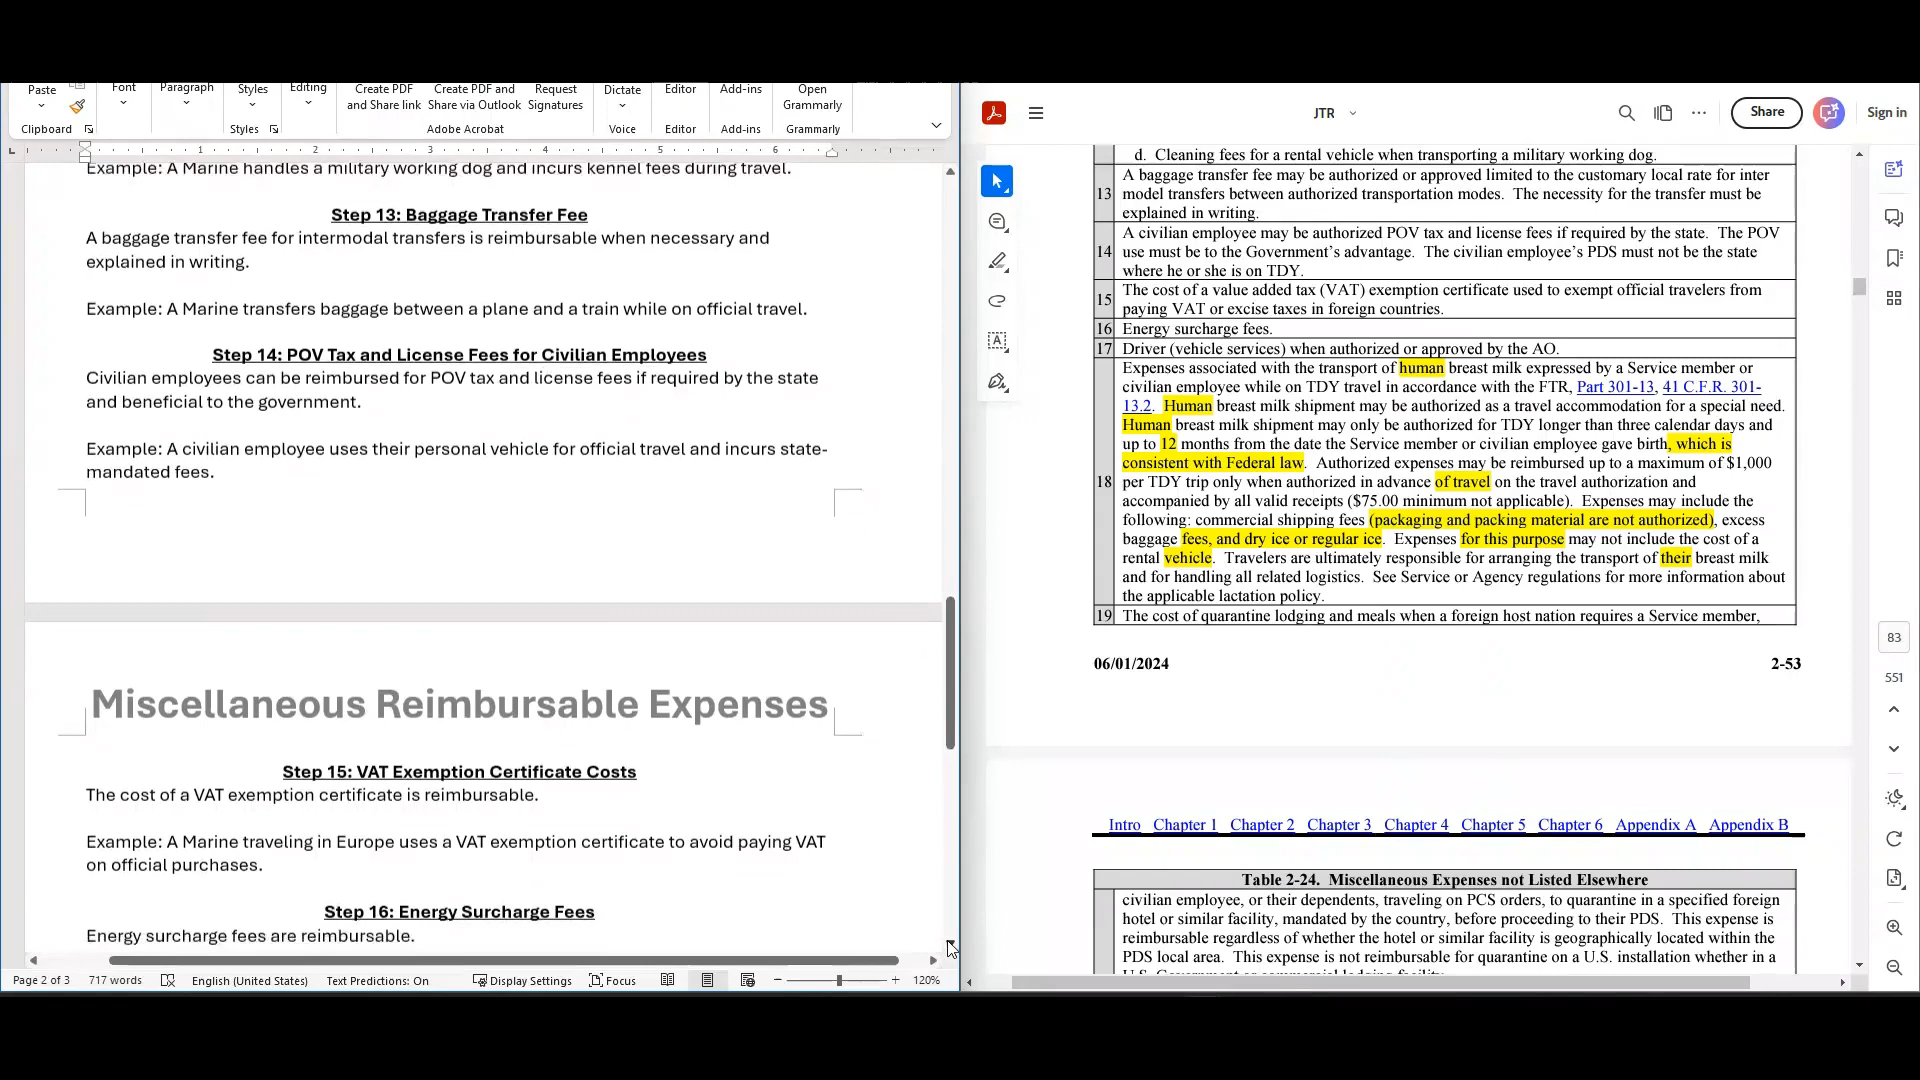 Paste
Font
Paragraph
Styles
Editing
Create PDF and Share link
Create PDF and Share via Outlook
Request Signatures
Dictate
Editor
Add-ins
Open Grammarly
Clipboard
Styles
Adobe Acrobat
Voice
Editor
Add-ins
Grammarly
1 2 3 4 5 6
Example: A Marine handles a military working dog and incurs kennel fees during travel.
Step 13: Baggage Transfer Fee
A baggage transfer fee for intermodal transfers is reimbursable when necessary and
explained in writing.
Example: A Marine transfers baggage between a plane and a train while on official travel.
Step 14: POV Tax and License Fees for Civilian Employees
Civilian employees can be reimbursed for POV tax and license fees if required by the state
and beneficial to the government.
Example: A civilian employee uses their personal vehicle for official travel and incurs state-
mandated fees.
Miscellaneous Reimbursable Expenses
Step 15: VAT Exemption Certificate Costs
The cost of a VAT exemption certificate is reimbursable.
Example: A Marine traveling in Europe uses a VAT exemption certificate to avoid paying VAT
on official purchases.
Step 16: Energy Surcharge Fees
Energy surcharge fees are reimbursable.
Page 2 of 3
717 words
English (United States)
Text Predictions: On
Display Settings
Focus
120%
JTR
Share
Sign in
d. Cleaning fees for a rental vehicle when transporting a military working dog.
13 A baggage transfer fee may be authorized or approved limited to the customary local rate for inter
model transfers between authorized transportation modes. The necessity for the transfer must be
explained in writing.
14 A civilian employee may be authorized POV tax and license fees if required by the state. The POV
use must be to the Government's advantage. The civilian employee's PDS must not be the state
where he or she is on TDY.
15 The cost of a value added tax (VAT) exemption certificate used to exempt official travelers from
paying VAT or excise taxes in foreign countries.
16 Energy surcharge fees.
17 Driver (vehicle services) when authorized or approved by the AO.
18 Expenses associated with the transport of human breast milk expressed by a Service member or
civilian employee while on TDY travel in accordance with the FTR, Part 301-13, 41 C.F.R. 301-
13.2. Human breast milk shipment may be authorized as a travel accommodation for a special need.
Human breast milk shipment may only be authorized for TDY longer than three calendar days and
up to 12 months from the date the Service member or civilian employee gave birth, which is
consistent with Federal law. Authorized expenses may be reimbursed up to a maximum of $1,000
per TDY trip only when authorized in advance of travel on the travel authorization and
accompanied by all valid receipts ($75.00 minimum not applicable). Expenses may include the
following: commercial shipping fees (packaging and packing material are not authorized), excess
baggage fees, and dry ice or regular ice. Expenses for this purpose may not include the cost of a
rental vehicle. Travelers are ultimately responsible for arranging the transport of their breast milk
and for handling all related logistics. See Service or Agency regulations for more information about
the applicable lactation policy.
19 The cost of quarantine lodging and meals when a foreign host nation requires a Service member,
06/01/2024
2-53
Intro Chapter 1 Chapter 2 Chapter 3 Chapter 4 Chapter 5 Chapter 6 Appendix A Appendix B
Table 2-24. Miscellaneous Expenses not Listed Elsewhere
civilian employee, or their dependents, traveling on PCS orders, to quarantine in a specified foreign
hotel or similar facility, mandated by the country, before proceeding to their PDS. This expense is
reimbursable regardless of whether the hotel or similar facility is geographically located within the
PDS local area. This expense is not reimbursable for quarantine on a U.S. installation whether in a
U.S. Government or commercial lodging facility.
83
551